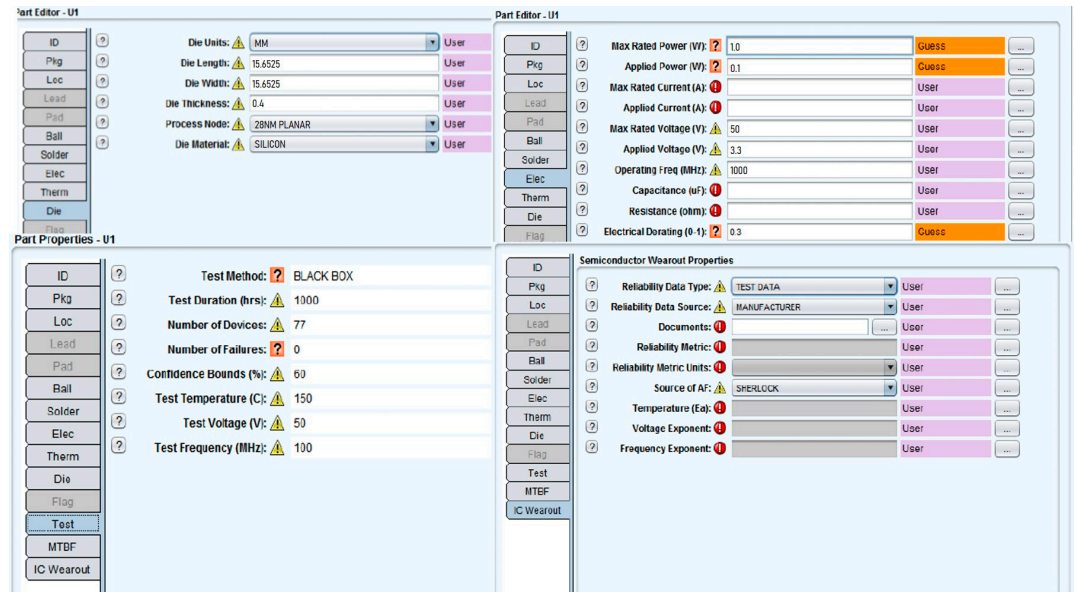 Part Editor - U1
ID
Pkg
Loc
Lead
Pad
Ball
Solder
Elec
Therm
Die
Flag
? Die Units: MM User
? Die Length: 15.6525 User
? Die Width: 15.6525 User
? Die Thickness: 0.4 User
? Process Node: 28NM PLANAR User
? Die Material: SILICON User
Part Editor - U1
ID
Pkg
Loc
Lead
Pad
Ball
Solder
Elec
Therm
Die
Flag
? Max Rated Power (W): ? 1.0 Guess ...
? Applied Power (W): ? 0.1 Guess ...
? Max Rated Current (A): User ...
? Applied Current (A): User ...
? Max Rated Voltage (V): 50 User ...
? Applied Voltage (V): 3.3 User ...
? Operating Freq (MHz): 1000 User ...
? Capacitance (uF): User ...
? Resistance (ohm): User ...
? Electrical Derating (0-1): ? 0.3 Guess ...
Part Properties - U1
ID
Pkg
Loc
Lead
Pad
Ball
Solder
Elec
Therm
Die
Flag
Test
MTBF
IC Wearout
? Test Method: ? BLACK BOX
? Test Duration (hrs): 1000
? Number of Devices: 77
? Number of Failures: ? 0
? Confidence Bounds (%): 60
? Test Temperature (C): 150
? Test Voltage (V): 50
? Test Frequency (MHz): 100
ID
Pkg
Loc
Lead
Pad
Ball
Solder
Elec
Therm
Die
Flag
Test
MTBF
IC Wearout
Semiconductor Wearout Properties
? Reliability Data Type: TEST DATA User ...
? Reliability Data Source: MANUFACTURER User ...
? Documents: ... User ...
? Reliability Metric: User ...
? Reliability Metric Units: User ...
? Source of AF: SHERLOCK User ...
? Temperature (Ea): User ...
? Voltage Exponent: User ...
? Frequency Exponent: User ...